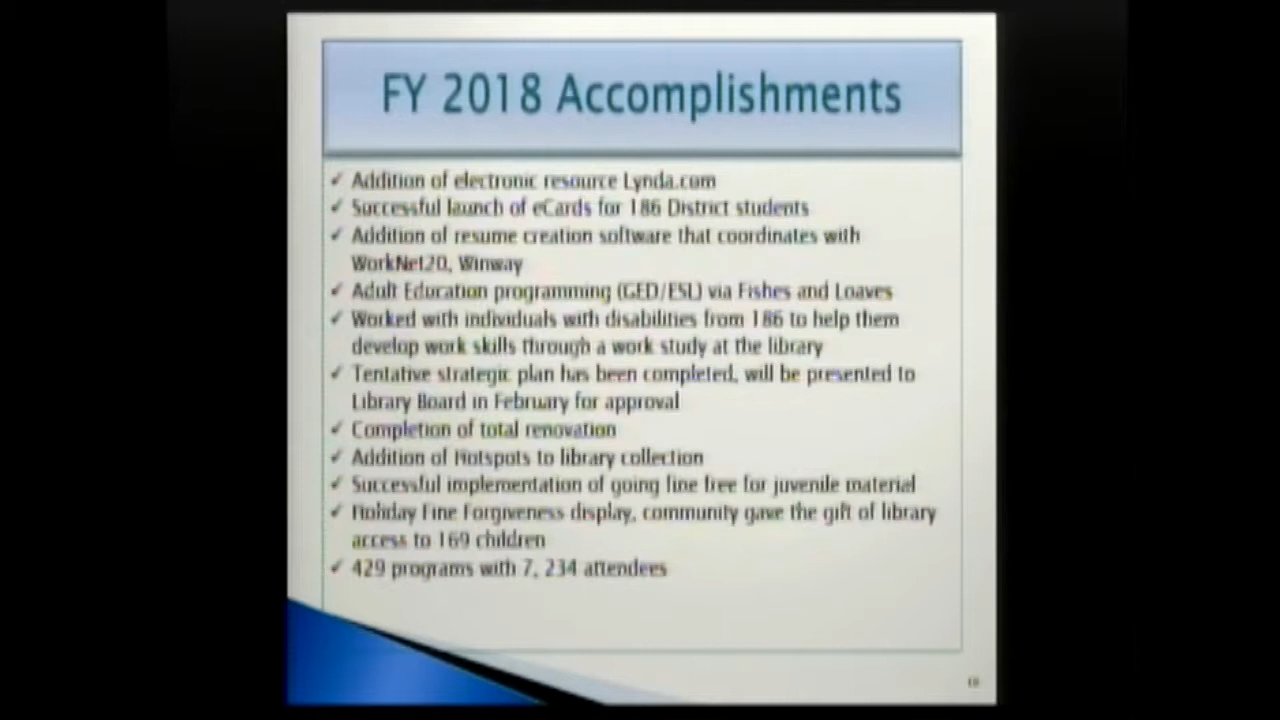 FY 2018 Accomplishments
✓ Addition of electronic resource Lynda.com
✓ Successful launch of eCards for 186 District students
✓ Addition of resume creation software that coordinates with
WorkNet20, Winway
✓ Adult Education programming (GED/ESL) via Fishes and Loaves
✓ Worked with individuals with disabilities from 186 to help them
develop work skills through a work study at the library
✓ Tentative strategic plan has been completed, will be presented to
Library Board in February for approval
✓ Completion of total renovation
✓ Addition of Hotspots to library collection
✓ Successful implementation of going fine free for juvenile material
✓ Holiday Fine Forgiveness display, community gave the gift of library
access to 169 children
✓ 429 programs with 7, 234 attendees